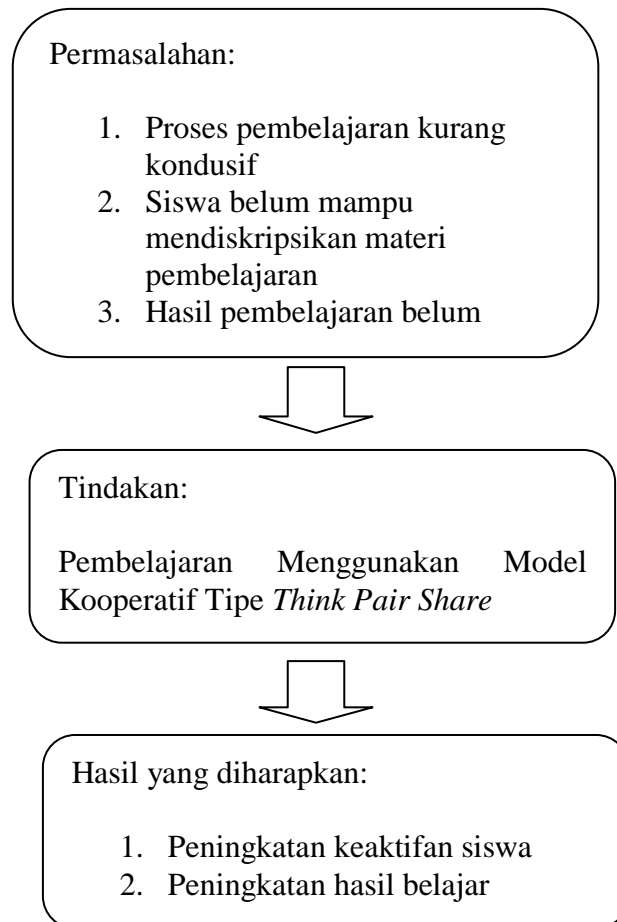 Permasalahan:
1. Proses pembelajaran kurang
kondusif
2. Siswa belum mampu
mendiskripsikan materi
pembelajaran
3. Hasil pembelajaran belum
Tindakan:
Pembelajaran Menggunakan Model
Kooperatif Tipe Think Pair Share
Hasil yang diharapkan:
1. Peningkatan keaktifan siswa
2. Peningkatan hasil belajar